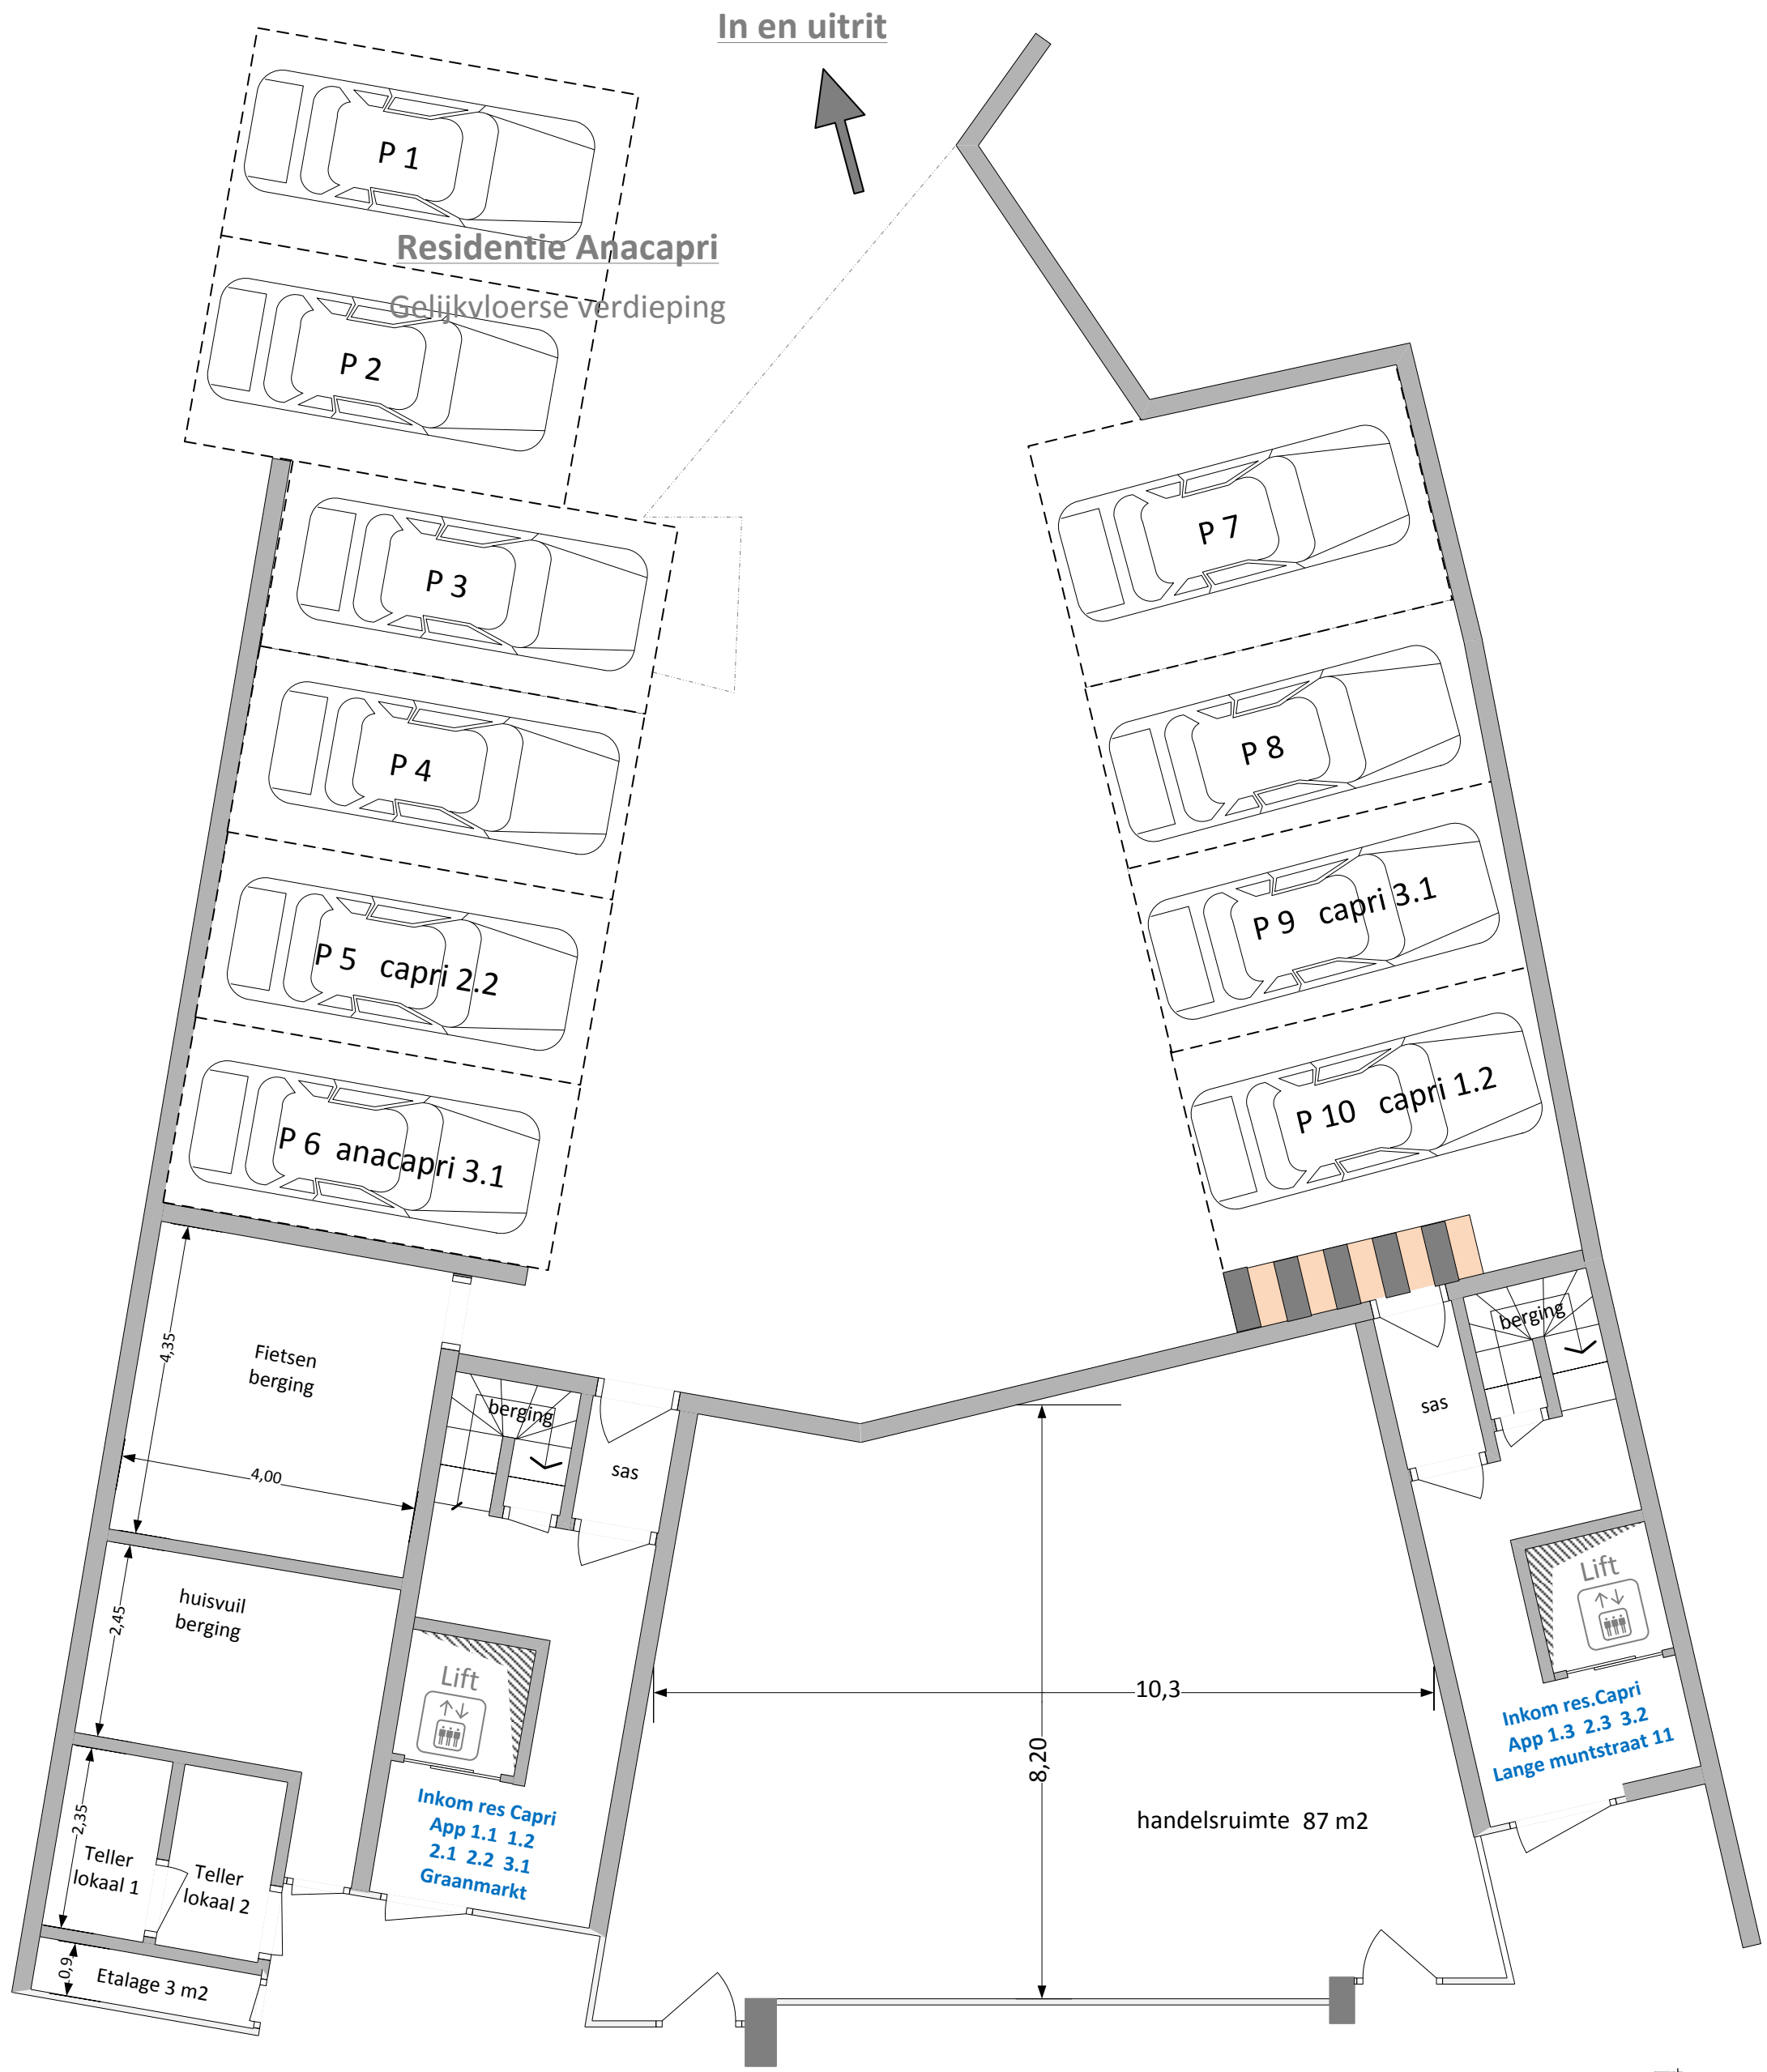 In en uitrit
P 1
Residentie Anacapri
Gelijkvloerse verdieping
P 2
P 3
P 4
P 5 capri 2.2
P 6 anacapri 3.1
P 7
P 8
P 9 capri 3.1
P 10 capri 1.2
4,35
Fietsen
berging
4,00
berging
sas
2,45
huisvuil
berging
Lift
2,35
Teller
lokaal 1
Teller
lokaal 2
0,9
Etalage 3 m2
Inkom res Capri
App 1.1 1.2
2.1 2.2 3.1
Graanmarkt
10,3
8,20
handelsruimte 87 m2
berging
sas
Lift
Inkom res.Capri
App 1.3 2.3 3.2
Lange muntstraat 11